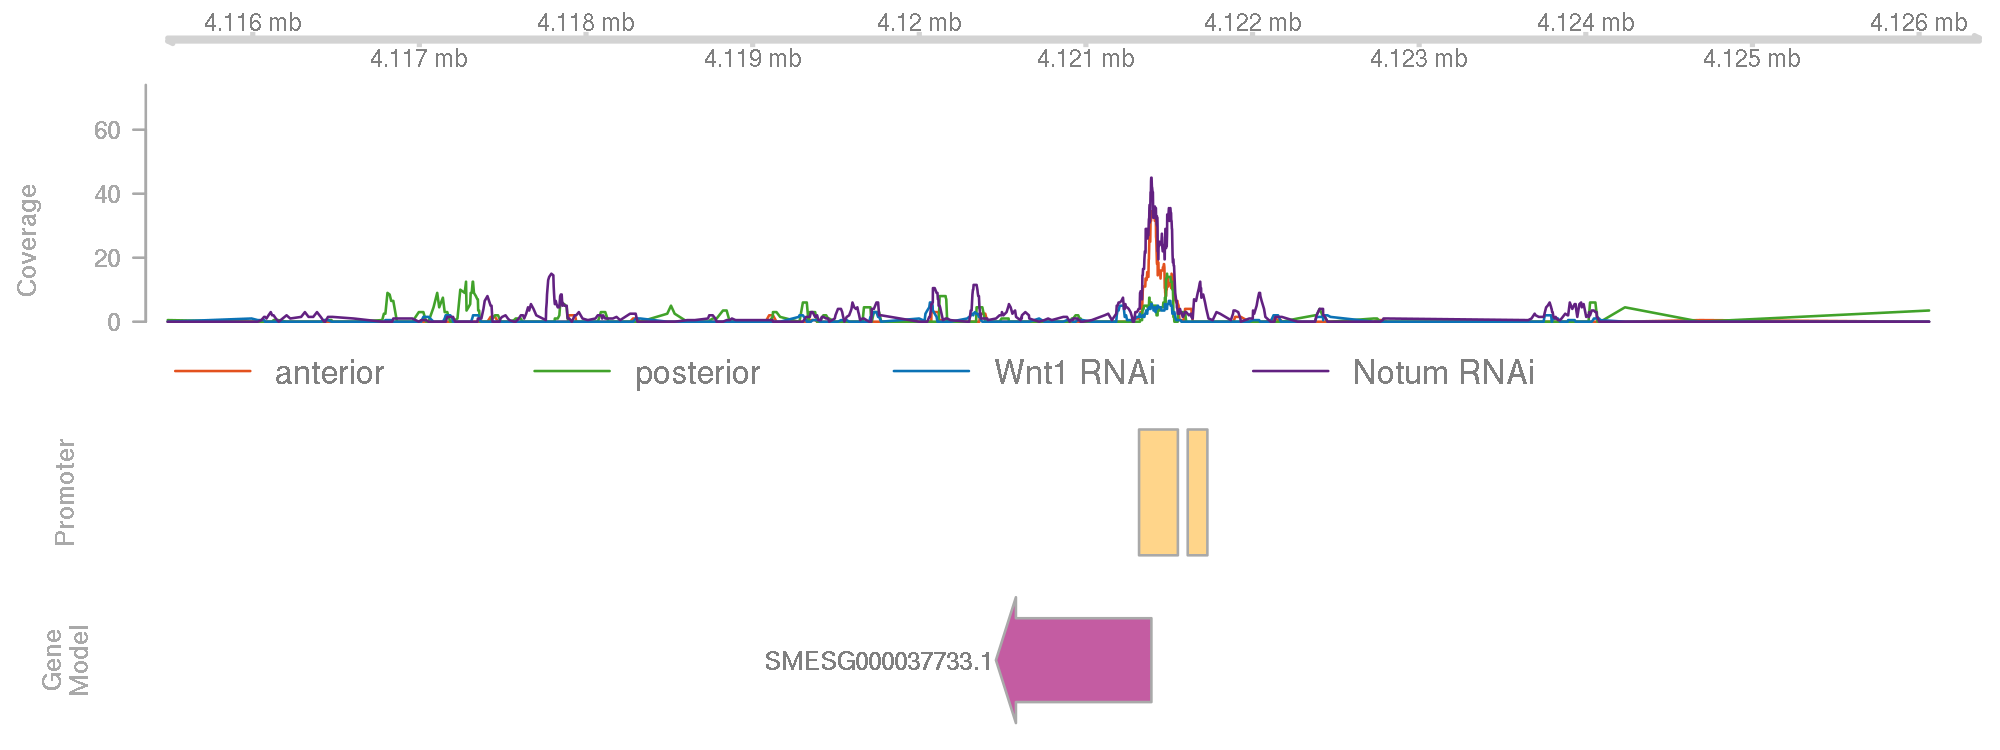 4.116 mb 4.118 mb 4.12 mb 4.122 mb 4.124 mb 4.126 mb
4.117 mb 4.119 mb 4.121 mb 4.123 mb 4.125 mb
Coverage
60
40
20
0
anterior posterior Wnt1 RNAi Notum RNAi
Promoter
Gene
Model
SMESG000037733.1